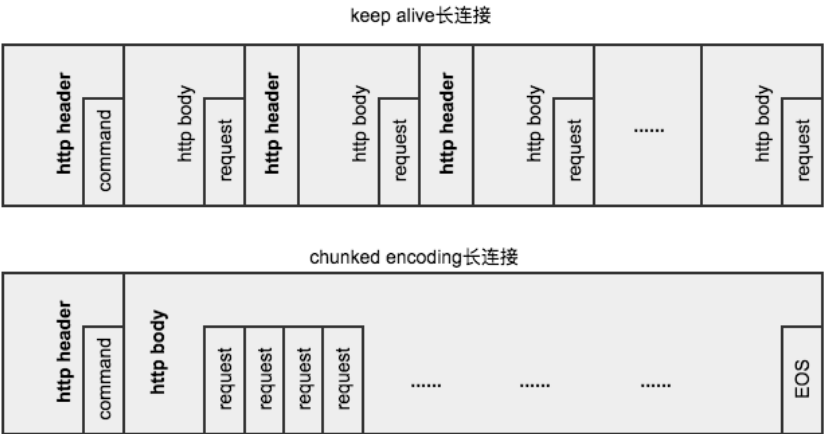 keep alive长连接
http header
command
http body
request
http header
http body
request
http header
http body
request
......
http body
request
chunked encoding长连接
http header
command
http body
request
request
request
request
......
......
......
EOS